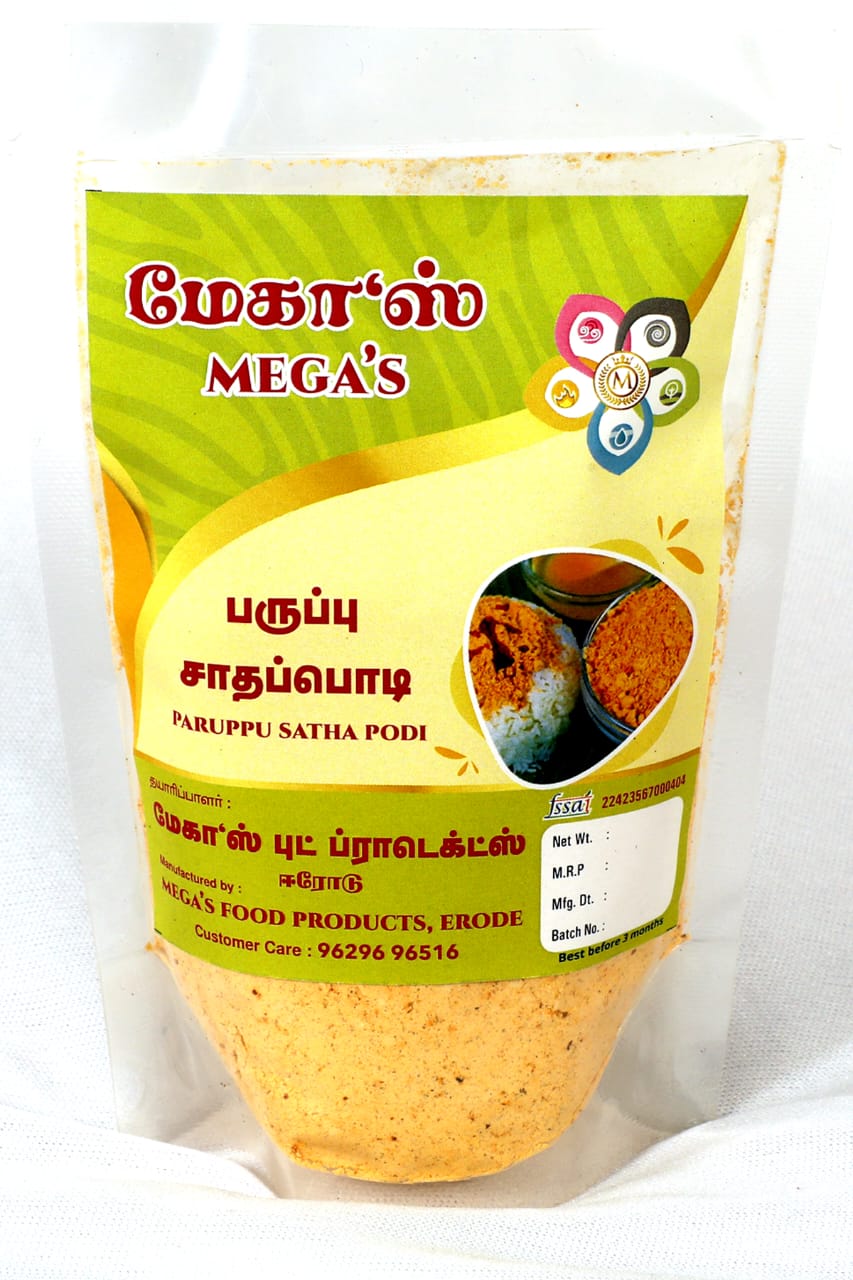 மேகா‘ஸ்
MEGA’S
M
பருப்பு
சாதப்பொடி
PARUPPU SATHA PODI
தயாரிப்பாளர் :
மேகா‘ஸ் புட் ப்ராடெக்ட்ஸ்
ஈரோடு
Manufactured by :
MEGA’S FOOD PRODUCTS, ERODE
Customer Care : 96296 96516
fssai 22423567000404
Net Wt. :
M.R.P :
Mfg. Dt. :
Batch No. :
Best before 3 months